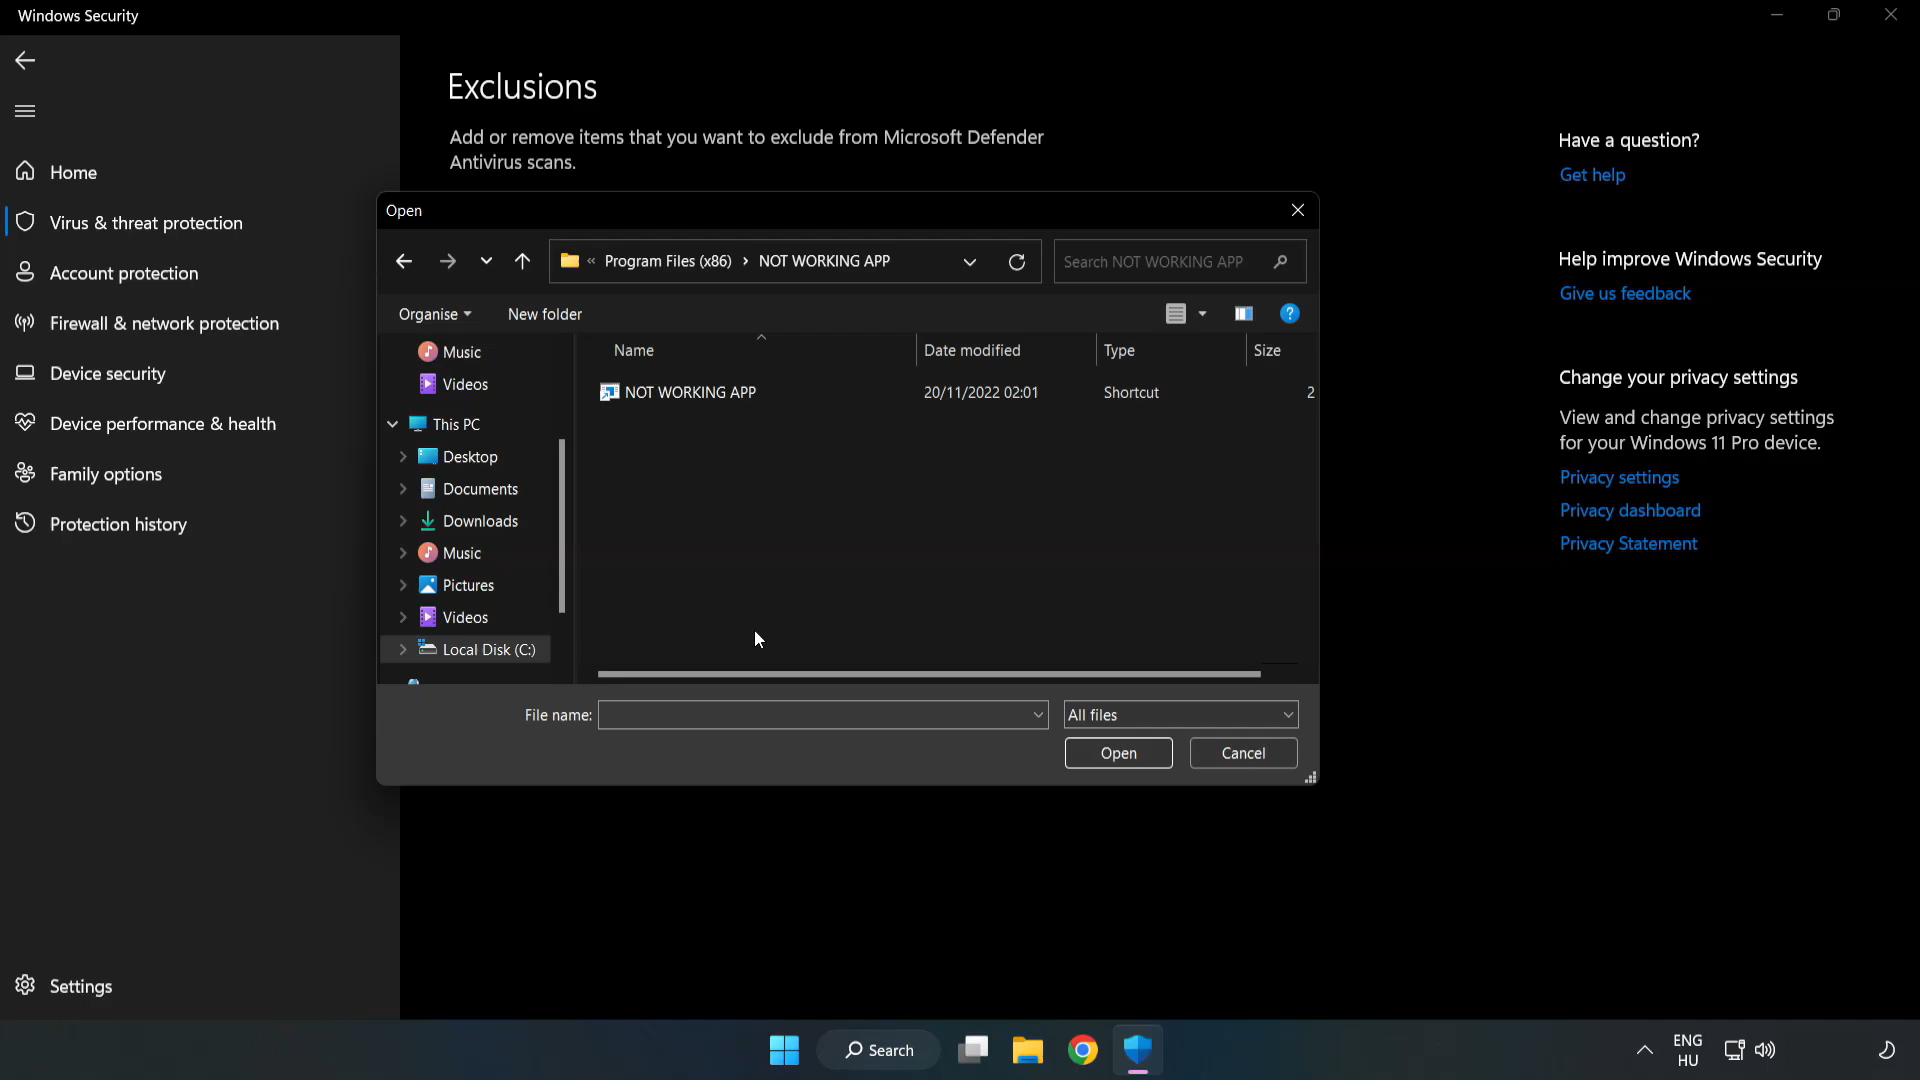 Windows Security
Exclusions
Add or remove items that you want to exclude from Microsoft Defender
Antivirus scans.
Home
Virus & threat protection
Account protection
Firewall & network protection
Device security
Device performance & health
Family options
Protection history
Settings
Open
« Program Files (x86) › NOT WORKING APP
Search NOT WORKING APP
Organise
New folder
?
Music
Videos
This PC
Desktop
Documents
Downloads
Music
Pictures
Videos
Local Disk (C:)
Name
Date modified
Type
Size
NOT WORKING APP
20/11/2022 02:01
Shortcut
2
File name:
All files
Open
Cancel
Have a question?
Get help
Help improve Windows Security
Give us feedback
Change your privacy settings
View and change privacy settings
for your Windows 11 Pro device.
Privacy settings
Privacy dashboard
Privacy Statement
Search
ENG
HU